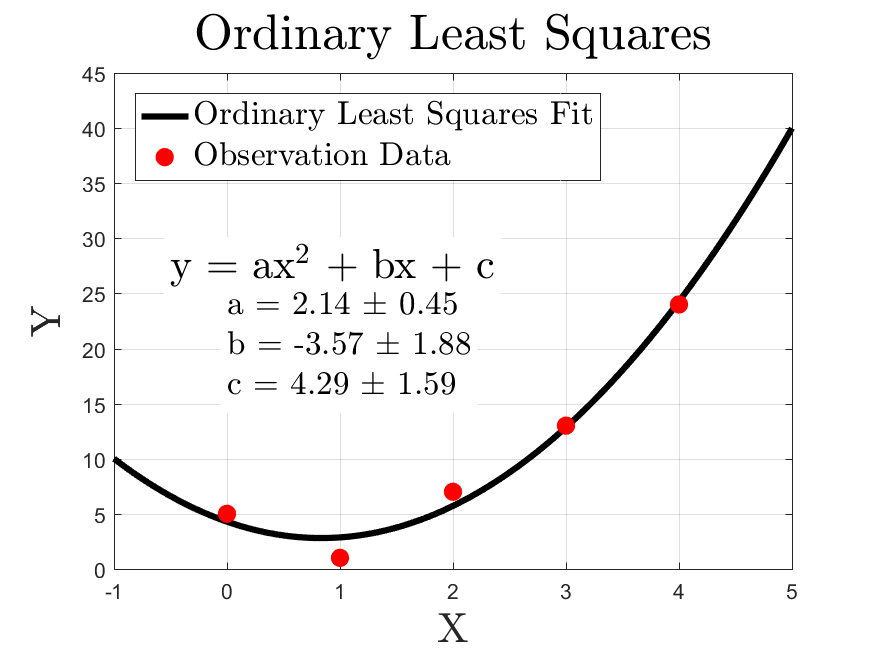 Ordinary Least Squares
45
40
35
30
25
20
15
10
5
0
Y
Ordinary Least Squares Fit
Observation Data
y = ax² + bx + c
a = 2.14 ± 0.45
b = -3.57 ± 1.88
c = 4.29 ± 1.59
-1 0 1 2 3 4 5
X